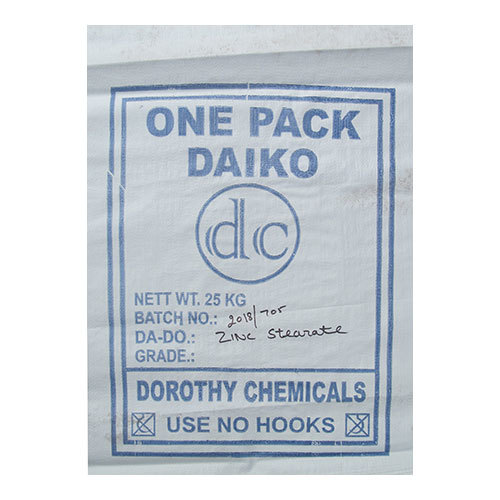 ONE PACK
DAIKO
dc
NETT WT. 25 KG
BATCH NO.: 2018/705
DA-DO.: ZINC Stearate
GRADE.:
DOROTHY CHEMICALS
USE NO HOOKS